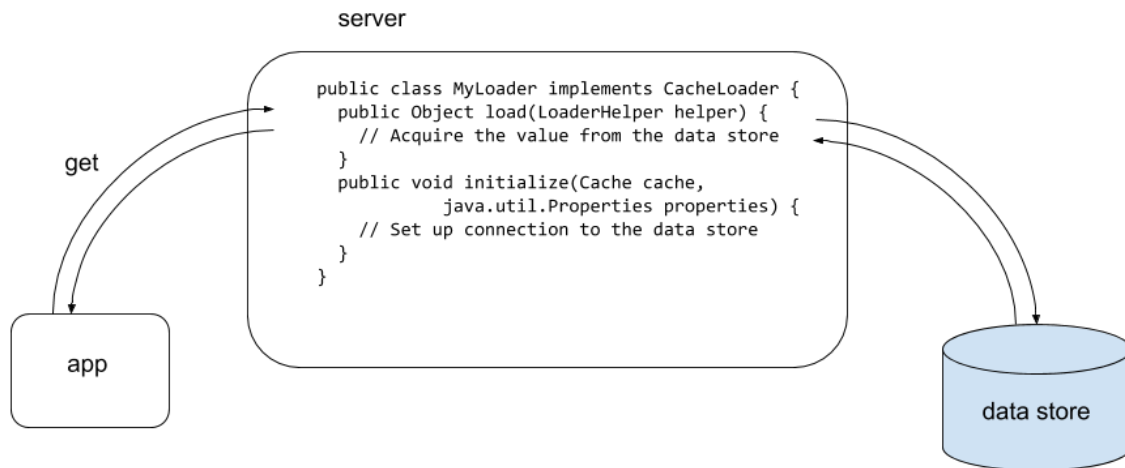 server
public class MyLoader implements CacheLoader {
  public Object load(LoaderHelper helper) {
    // Acquire the value from the data store
  }
  public void initialize(Cache cache,
            java.util.Properties properties) {
    // Set up connection to the data store
  }
}
get
app
data store